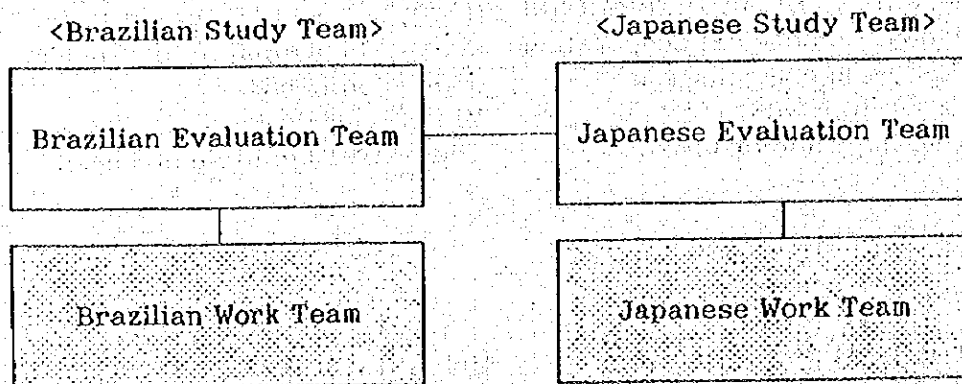 <Brazilian Study Team>
<Japanese Study Team>
Brazilian Evaluation Team
Japanese Evaluation Team
Brazilian Work Team
Japanese Work Team